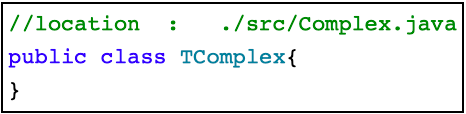 //location  :   ./src/Complex.java
public class TComplex{
}